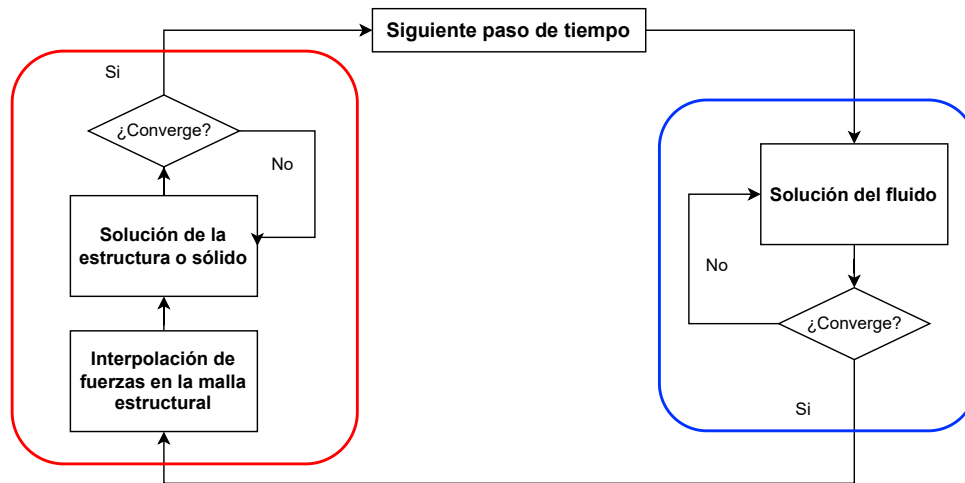 Siguiente paso de tiempo
Si
¿Converge?
No
Solución de la
estructura o sólido
Interpolación de
fuerzas en la malla
estructural
Solución del fluido
No
¿Converge?
Si